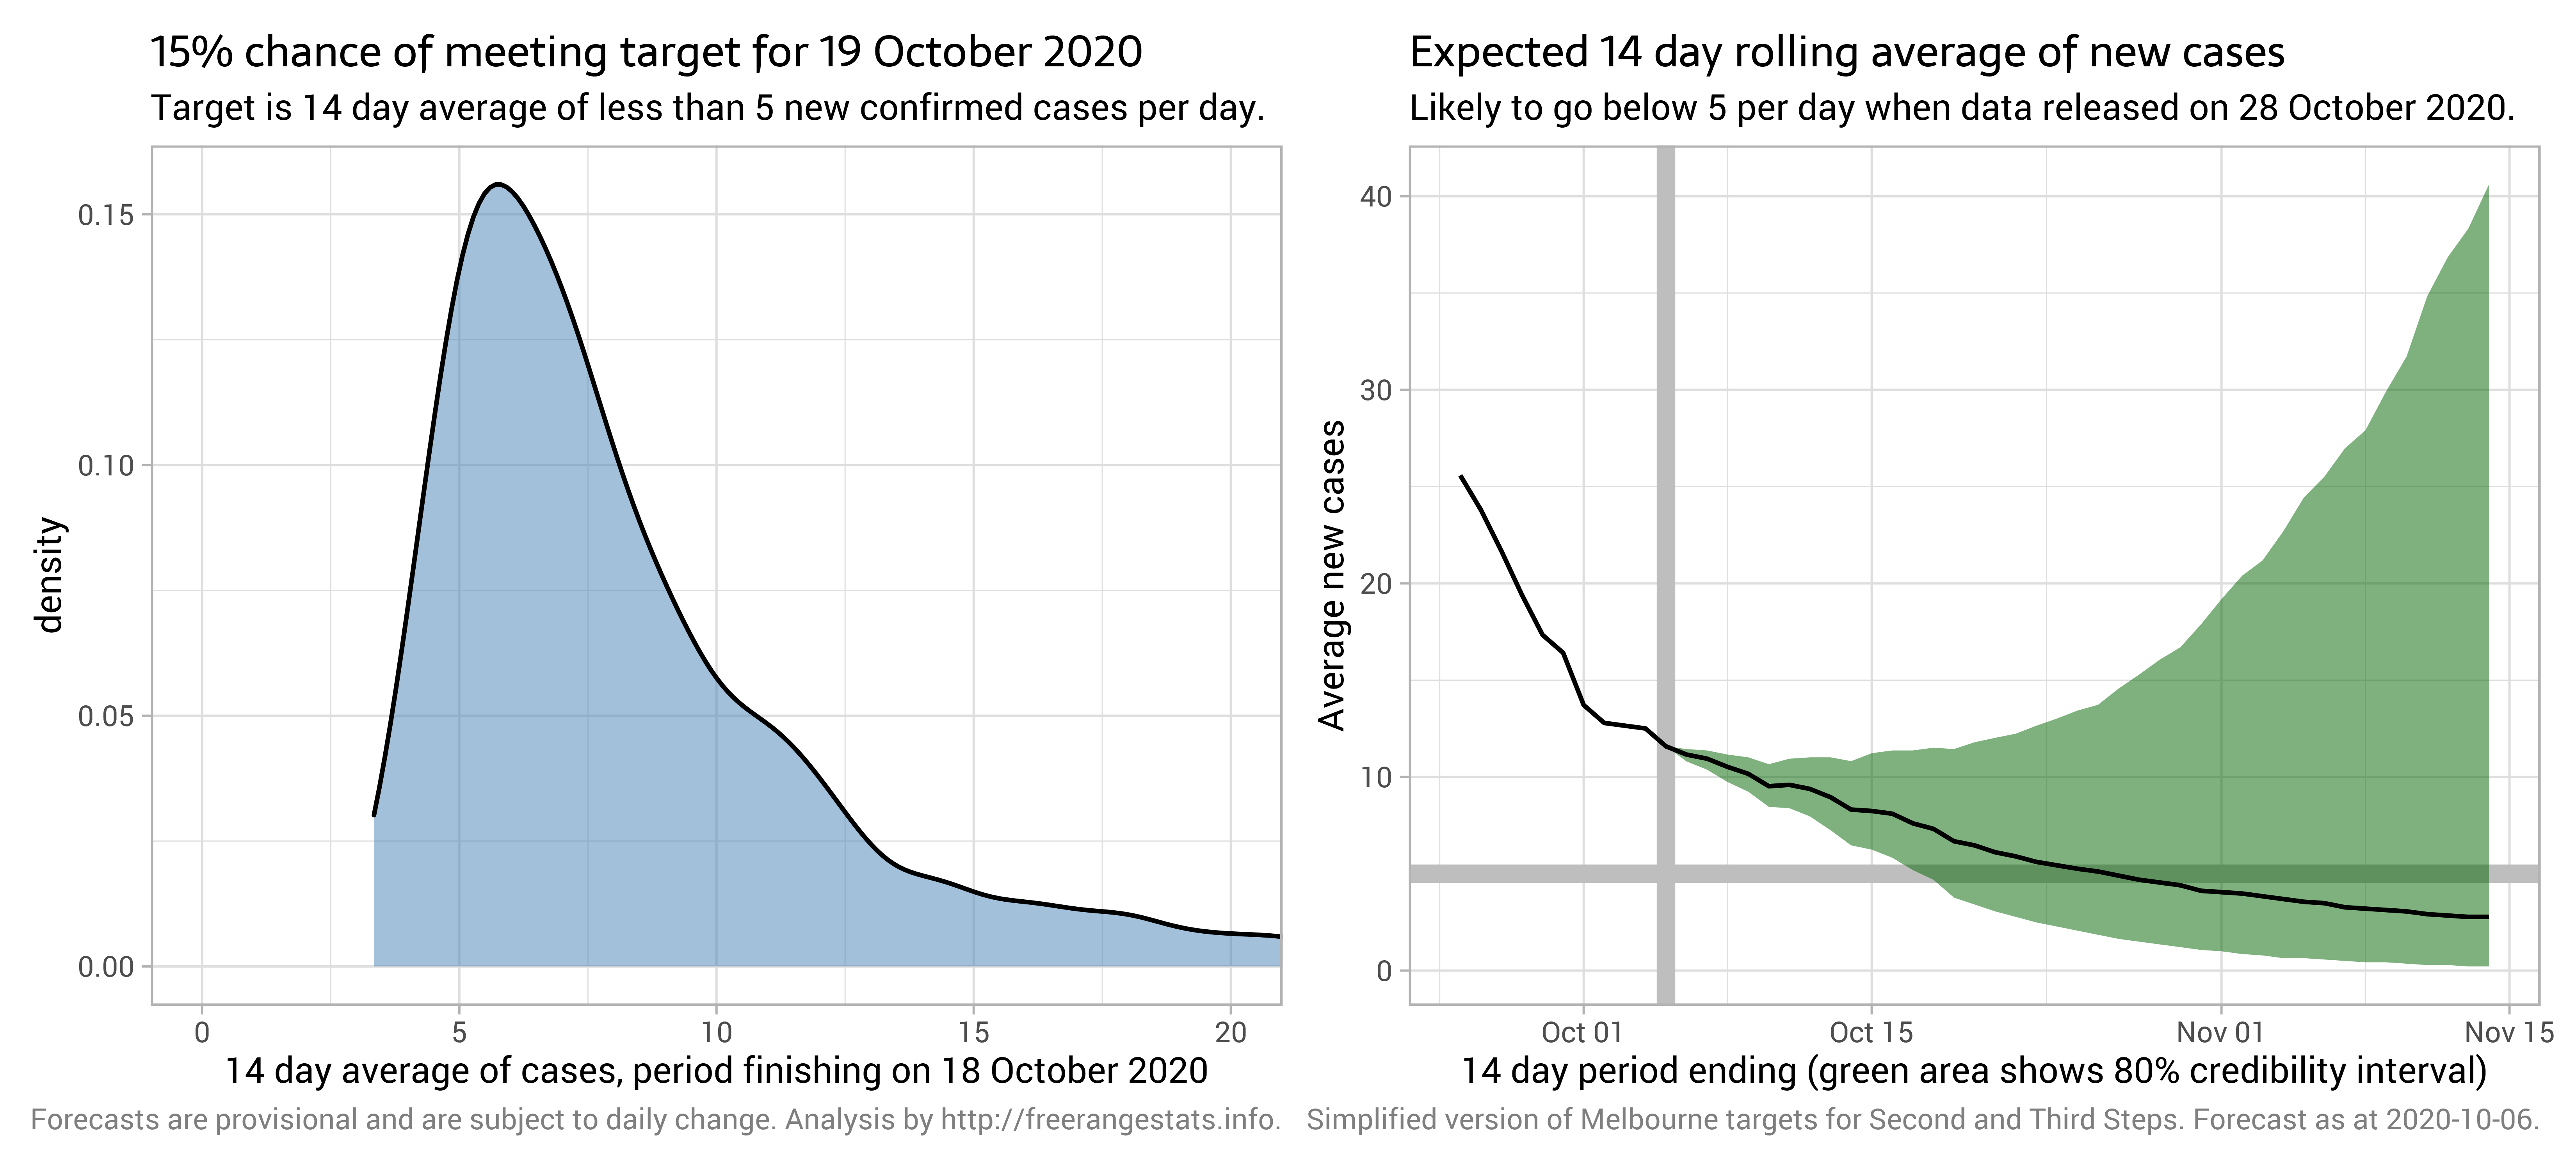 15% chance of meeting target for 19 October 2020
Target is 14 day average of less than 5 new confirmed cases per day.
density
0.15
0.10
0.05
0.00
0 5 10 15 20
14 day average of cases, period finishing on 18 October 2020
Expected 14 day rolling average of new cases
Likely to go below 5 per day when data released on 28 October 2020.
Average new cases
40
30
20
10
0
Oct 01 Oct 15 Nov 01 Nov 15
14 day period ending (green area shows 80% credibility interval)
Forecasts are provisional and are subject to daily change. Analysis by http://freerangestats.info. Simplified version of Melbourne targets for Second and Third Steps. Forecast as at 2020-10-06.